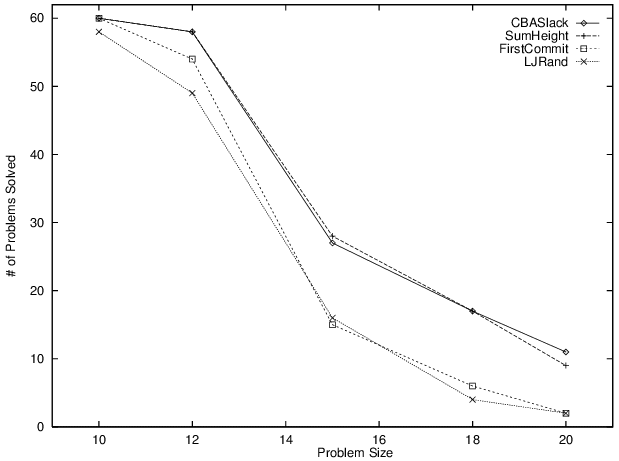 60
50
40
30
20
10
0
# of Problems Solved
CBASlack
SumHeight
FirstCommit
LJRand
10 12 14 16 18 20
Problem Size